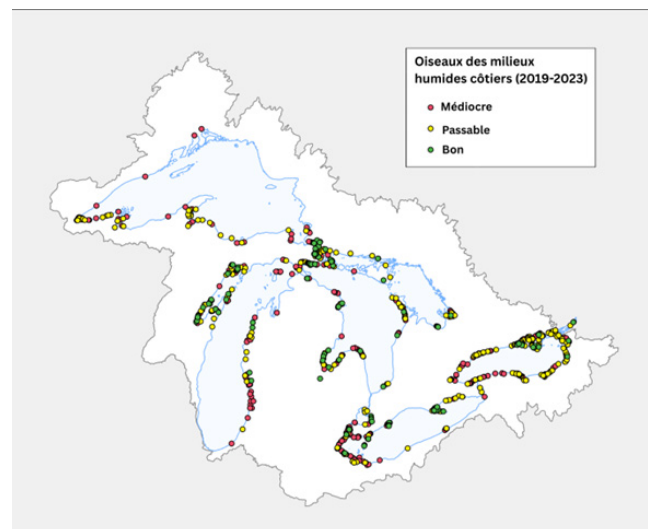 Oiseaux des milieux
humides côtiers (2019-2023)
Médiocre
Passable
Bon